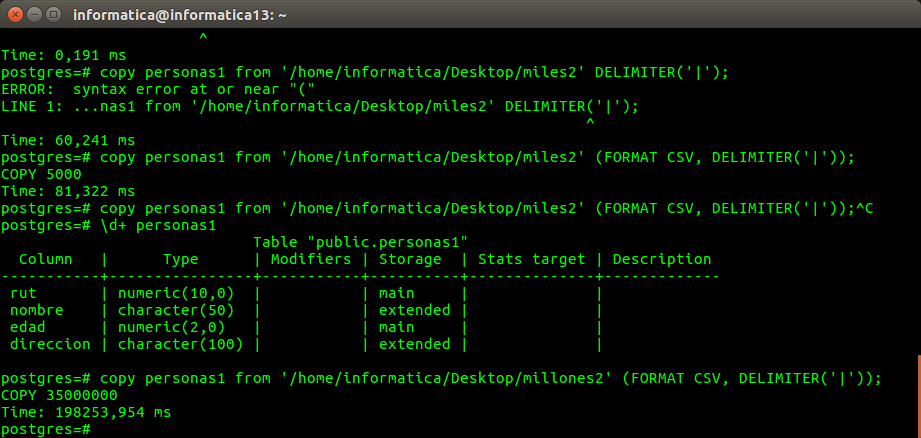 informatica@informatica13: ~
^
Time: 0,191 ms
postgres=# copy personas1 from '/home/informatica/Desktop/miles2' DELIMITER('|');
ERROR:  syntax error at or near "("
LINE 1: ...nas1 from '/home/informatica/Desktop/miles2' DELIMITER('|');
^
Time: 60,241 ms
postgres=# copy personas1 from '/home/informatica/Desktop/miles2' (FORMAT CSV, DELIMITER('|'));
COPY 5000
Time: 81,322 ms
postgres=# copy personas1 from '/home/informatica/Desktop/miles2' (FORMAT CSV, DELIMITER('|'));^C
postgres=# \d+ personas1
Table "public.personas1"
  Column   |      Type      | Modifiers | Storage  | Stats target | Description
-----------+----------------+-----------+----------+--------------+-------------
 rut       | numeric(10,0)  |           | main     |              |
 nombre    | character(50)  |           | extended |              |
 edad      | numeric(2,0)   |           | main     |              |
 direccion | character(100) |           | extended |              |
postgres=# copy personas1 from '/home/informatica/Desktop/millones2' (FORMAT CSV, DELIMITER('|'));
COPY 35000000
Time: 198253,954 ms
postgres=#